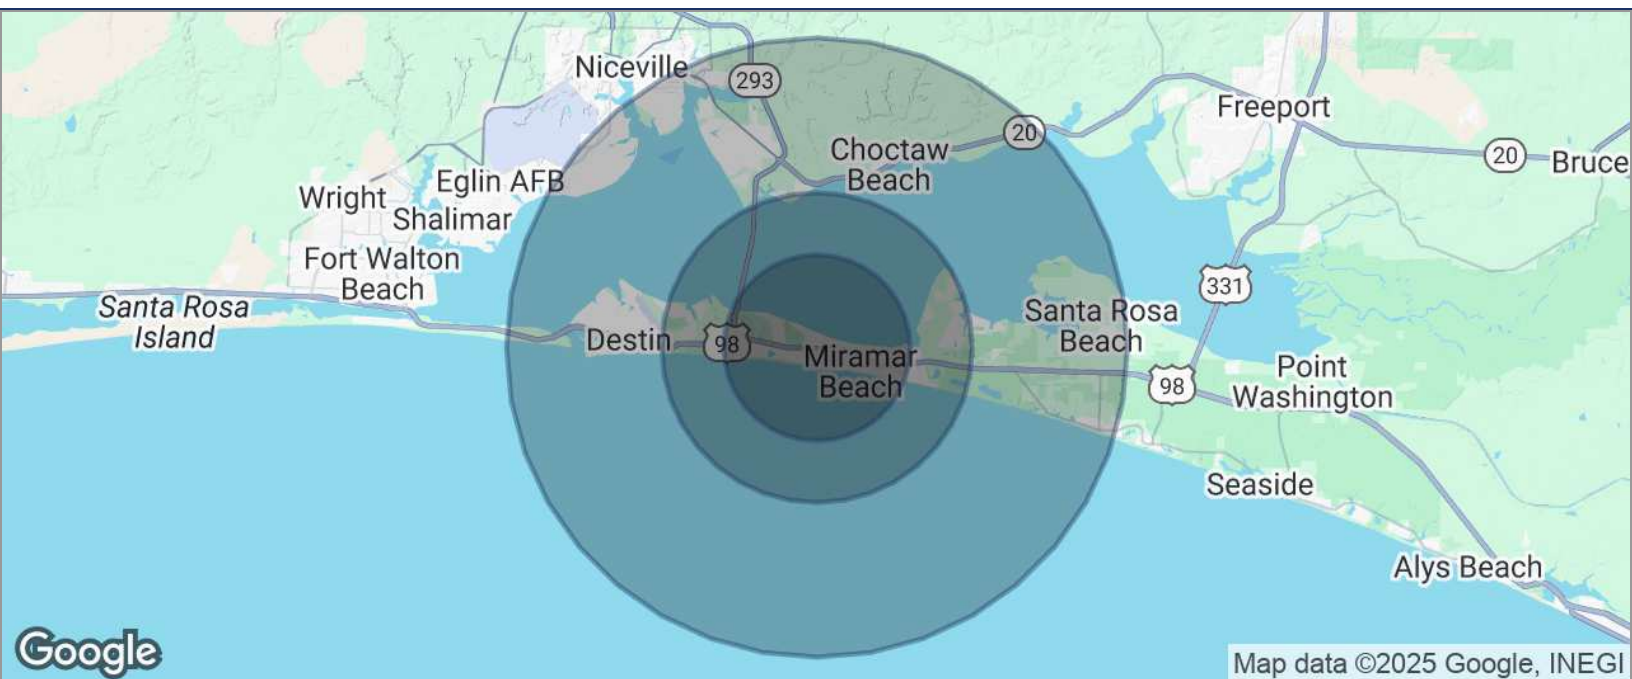 Niceville
293
Freeport
20
Choctaw
Beach
20
Bruce
Eglin AFB
Wright
Shalimar
Fort Walton
Beach
331
Santa Rosa
Island
Santa Rosa
Beach
Destin
98
Miramar
Beach
98
Point
Washington
Seaside
Alys Beach
Google
Map data ©2025 Google, INEGI